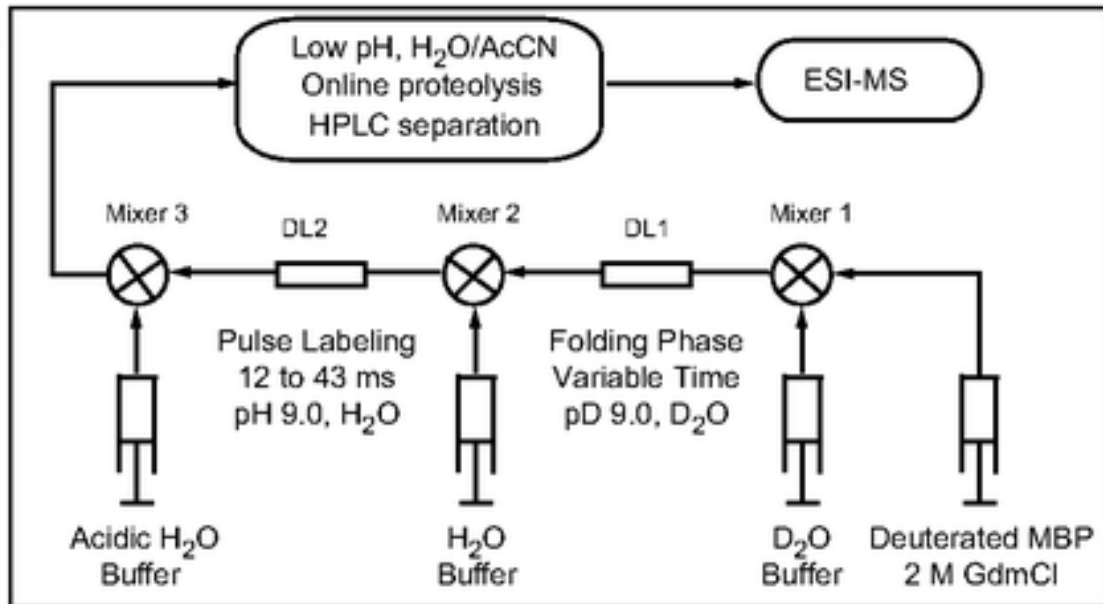 Low pH, H₂O/AcCN
Online proteolysis
HPLC separation
ESI-MS
Mixer 3
DL2
Mixer 2
DL1
Mixer 1
Pulse Labeling
12 to 43 ms
pH 9.0, H₂O
Folding Phase
Variable Time
pD 9.0, D₂O
Acidic H₂O
Buffer
H₂O
Buffer
D₂O
Buffer
Deuterated MBP
2 M GdmCl